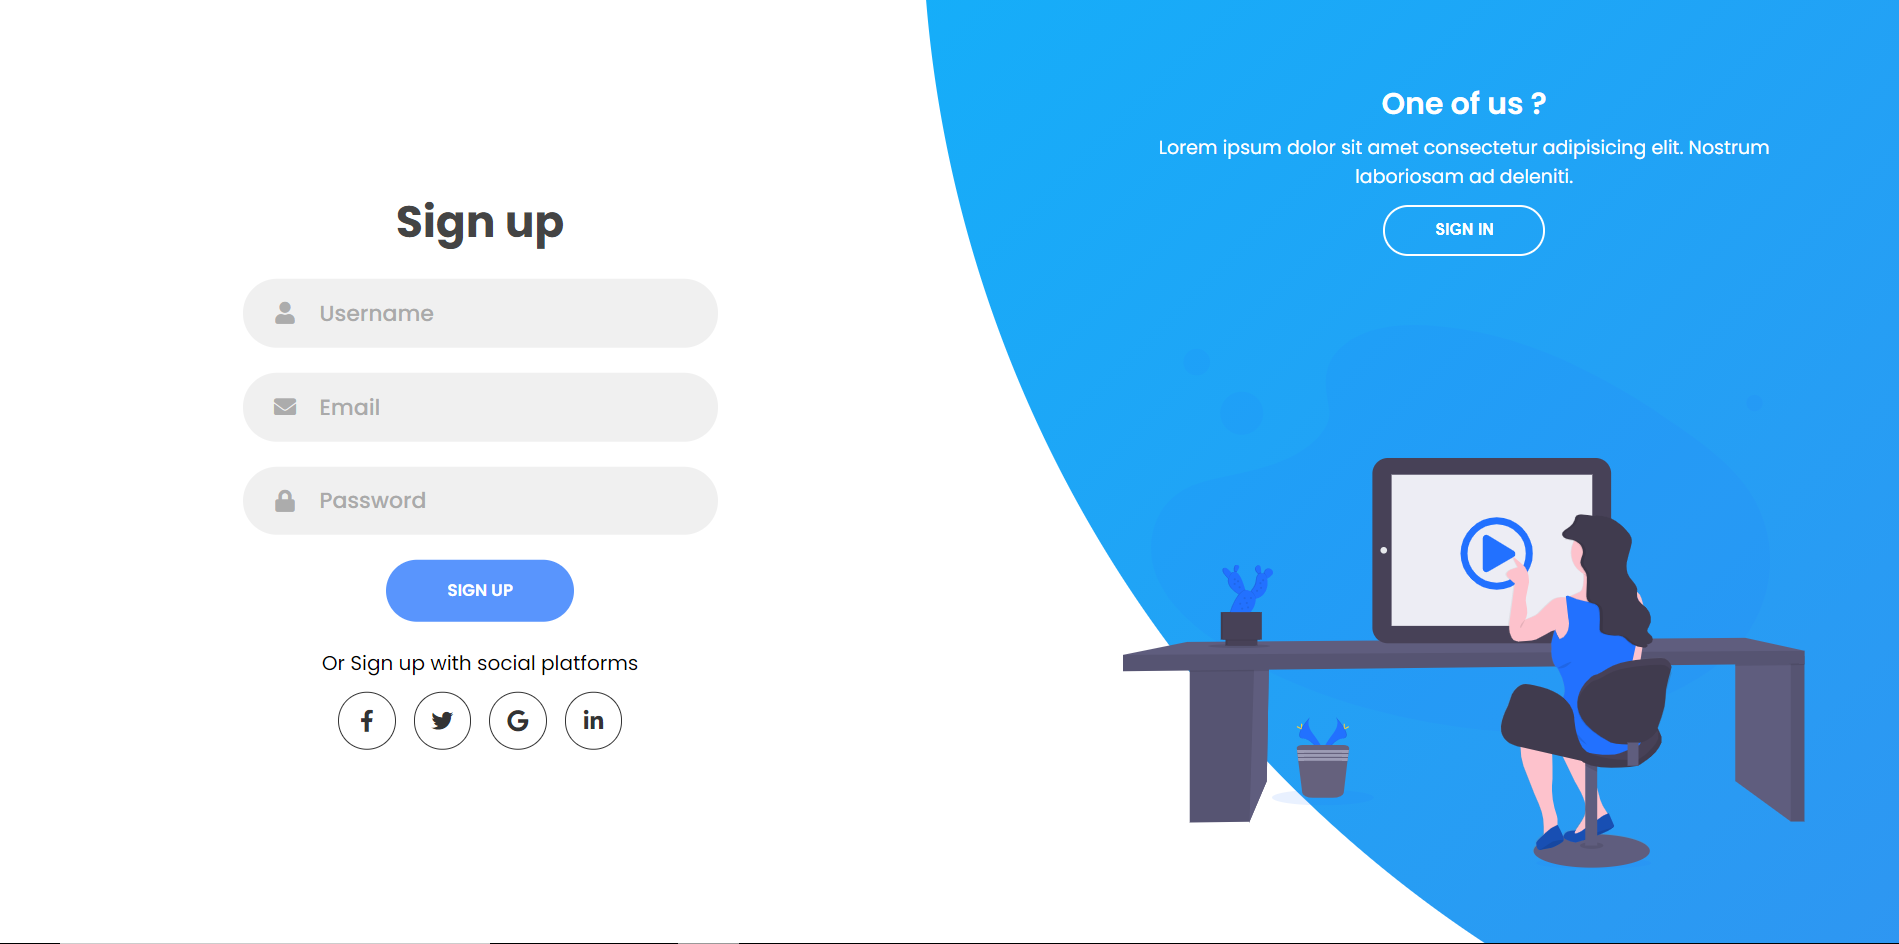 Sign up
Username
Email
Password
SIGN UP
Or Sign up with social platforms
One of us ?
Lorem ipsum dolor sit amet consectetur adipisicing elit. Nostrum
laboriosam ad deleniti.
SIGN IN